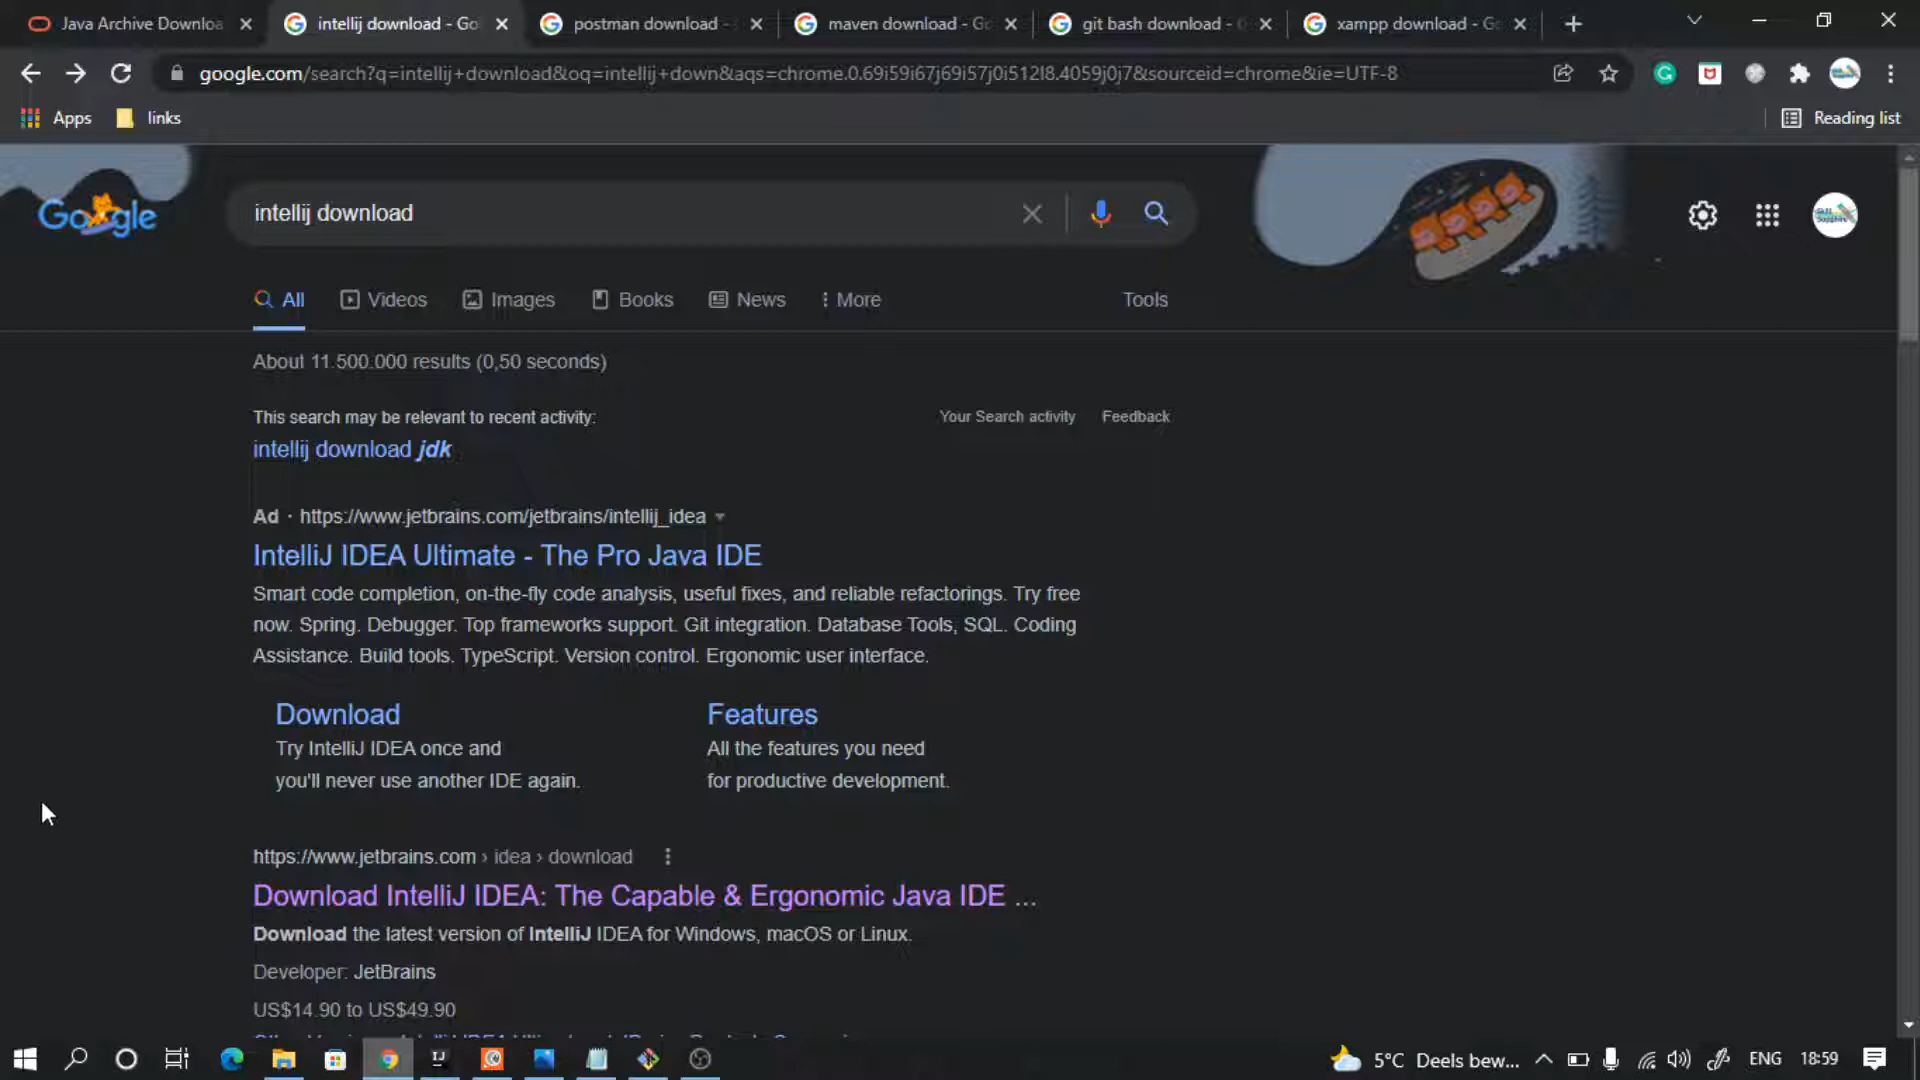 Java Archive Downloa
intellij download - Go
postman download -
maven download - Go
git bash download - G
xampp download - Go
google.com/search?q=intellij+download&oq=intellij+down&aqs=chrome.0.69i59i67j69i57j0i512l8.4059j0j7&sourceid=chrome&ie=UTF-8
Apps
links
Reading list
Google
intellij download
All
Videos
Images
Books
News
More
Tools
About 11.500.000 results (0,50 seconds)
This search may be relevant to recent activity:
Your Search activity
Feedback
intellij download jdk
Ad · https://www.jetbrains.com/jetbrains/intellij_idea
IntelliJ IDEA Ultimate - The Pro Java IDE
Smart code completion, on-the-fly code analysis, useful fixes, and reliable refactorings. Try free
now. Spring. Debugger. Top frameworks support. Git integration. Database Tools, SQL. Coding
Assistance. Build tools. TypeScript. Version control. Ergonomic user interface.
Download
Features
Try IntelliJ IDEA once and
All the features you need
you'll never use another IDE again.
for productive development.
https://www.jetbrains.com › idea › download
Download IntelliJ IDEA: The Capable & Ergonomic Java IDE ...
Download the latest version of IntelliJ IDEA for Windows, macOS or Linux.
Developer: JetBrains
US$14.90 to US$49.90
5°C Deels bew...
ENG
18:59